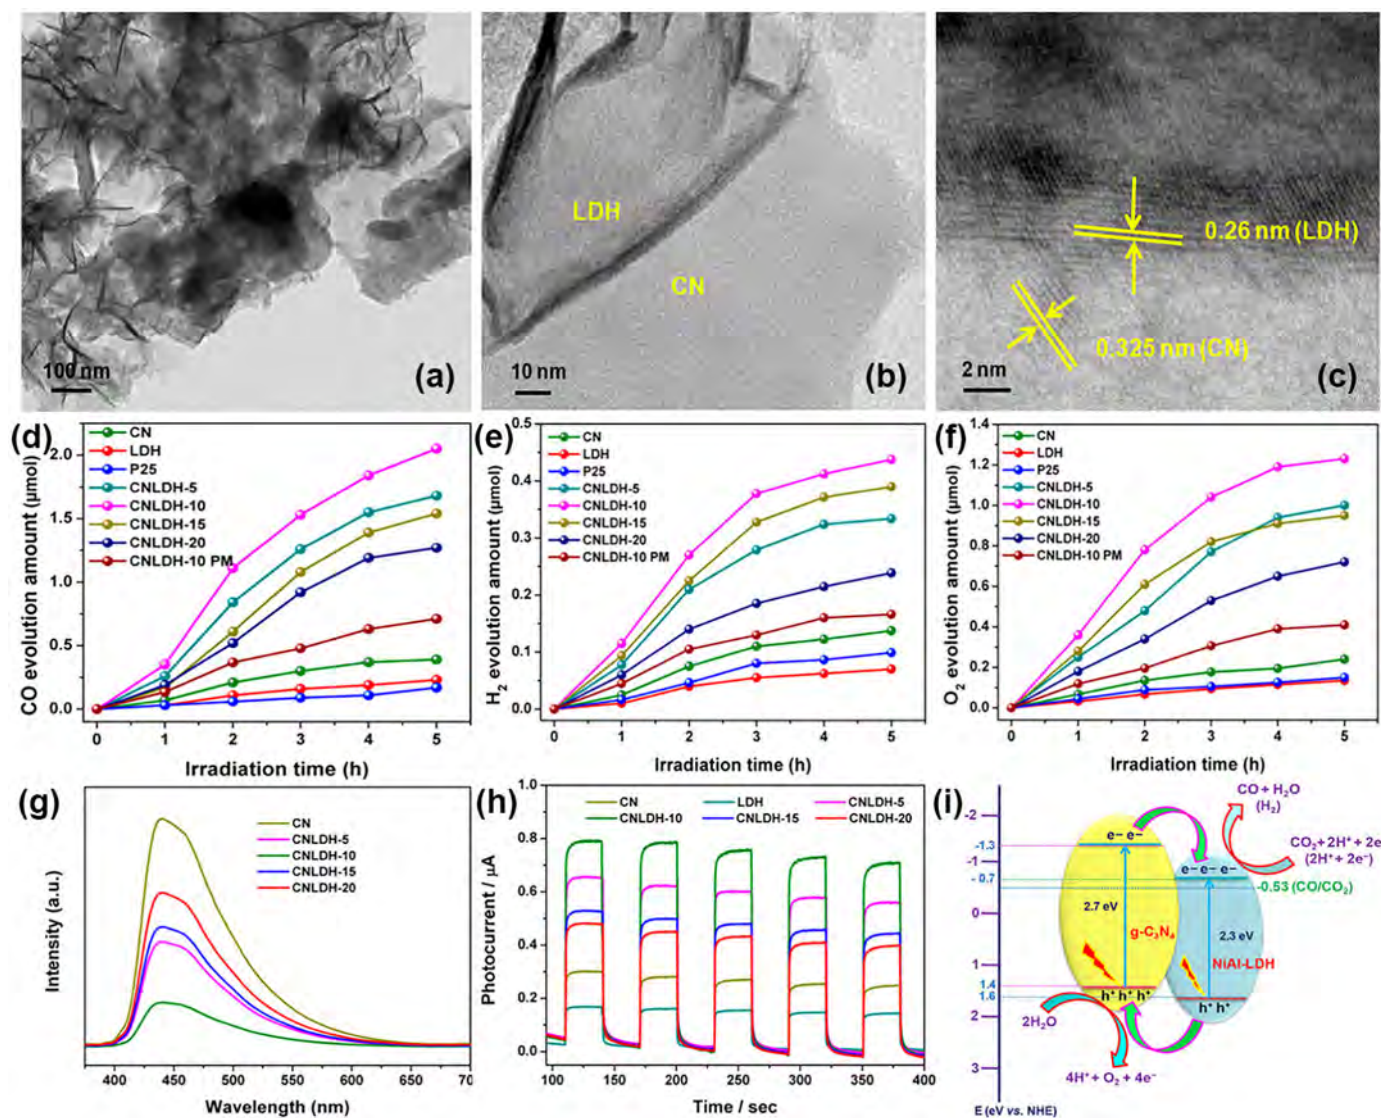 100 nm
(a)
LDH
CN
10 nm
(b)
0.26 nm (LDH)
0.325 nm (CN)
2 nm
(c)
(d)
CO evolution amount (μmol)
2.0
1.5
1.0
0.5
0.0
CN
LDH
P25
CNLDH-5
CNLDH-10
CNLDH-15
CNLDH-20
CNLDH-10 PM
0 1 2 3 4 5
Irradiation time (h)
(e)
H₂ evolution amount (μmol)
0.5
0.4
0.3
0.2
0.1
0.0
CN
LDH
P25
CNLDH-5
CNLDH-10
CNLDH-15
CNLDH-20
CNLDH-10 PM
0 1 2 3 4 5
Irradiation time (h)
(f)
O₂ evolution amount (μmol)
1.4
1.2
1.0
0.8
0.6
0.4
0.2
0.0
CN
LDH
P25
CNLDH-5
CNLDH-10
CNLDH-15
CNLDH-20
CNLDH-10 PM
0 1 2 3 4 5
Irradiation time (h)
(g)
Intensity (a.u.)
CN
CNLDH-5
CNLDH-10
CNLDH-15
CNLDH-20
400 450 500 550 600 650 70
Wavelength (nm)
(h)
Photocurrent / μA
1.0
0.8
0.6
0.4
0.2
0.0
CN LDH CNLDH-5
CNLDH-10 CNLDH-15 CNLDH-20
100 150 200 250 300 350 400
Time / sec
(i)
CO + H₂O
(H₂)
CO₂ + 2H⁺ + 2e
(2H⁺ + 2e⁻)
-2
-1.3
-1
-0.7
0
1
1.4
1.6
2
3
e– e–
e– e– e–
-0.53 (CO/CO₂)
2.7 eV
g-C₃N₄
2.3 eV
NiAl-LDH
h⁺ h⁺ h⁺
h⁺ h⁺
2H₂O
4H⁺ + O₂ + 4e⁻
E (eV vs. NHE)